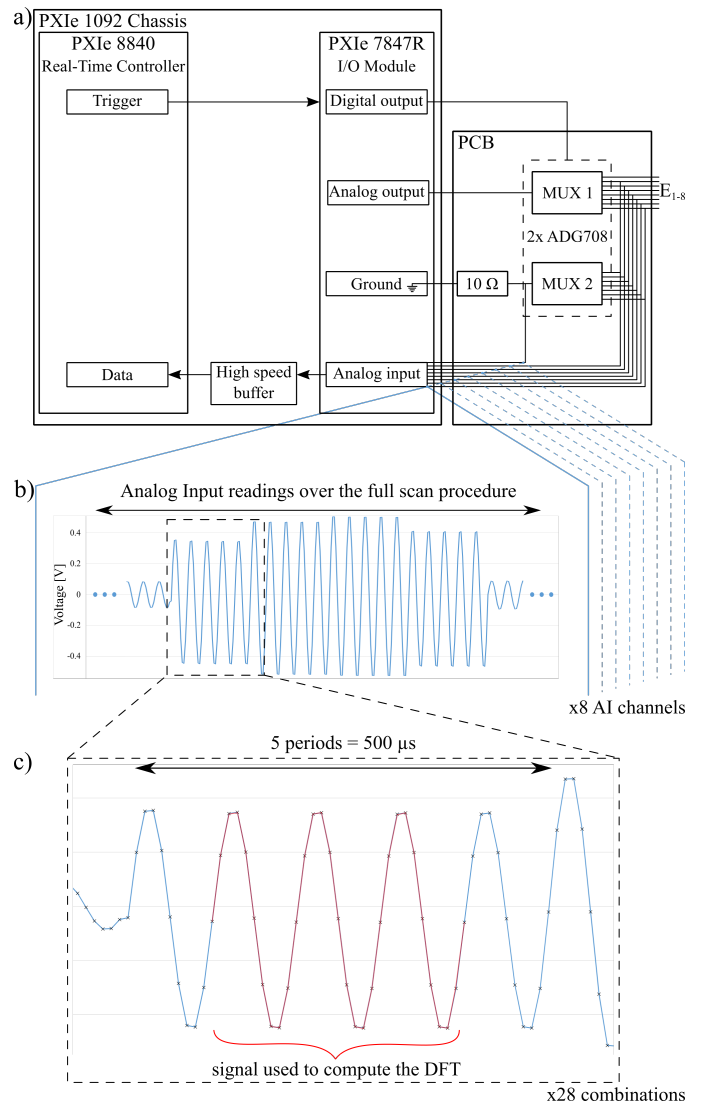 a)
PXIe 1092 Chassis
PXIe 8840
Real-Time Controller
PXIe 7847R
I/O Module
Trigger
Digital output
PCB
Analog output
MUX 1
E1-8
2x ADG708
Ground
10 Ω
MUX 2
Data
High speed
buffer
Analog input
b)
Analog Input readings over the full scan procedure
Voltage [V]
0.4
0.2
0
-0.2
-0.4
x8 AI channels
c)
5 periods = 500 µs
signal used to compute the DFT
x28 combinations